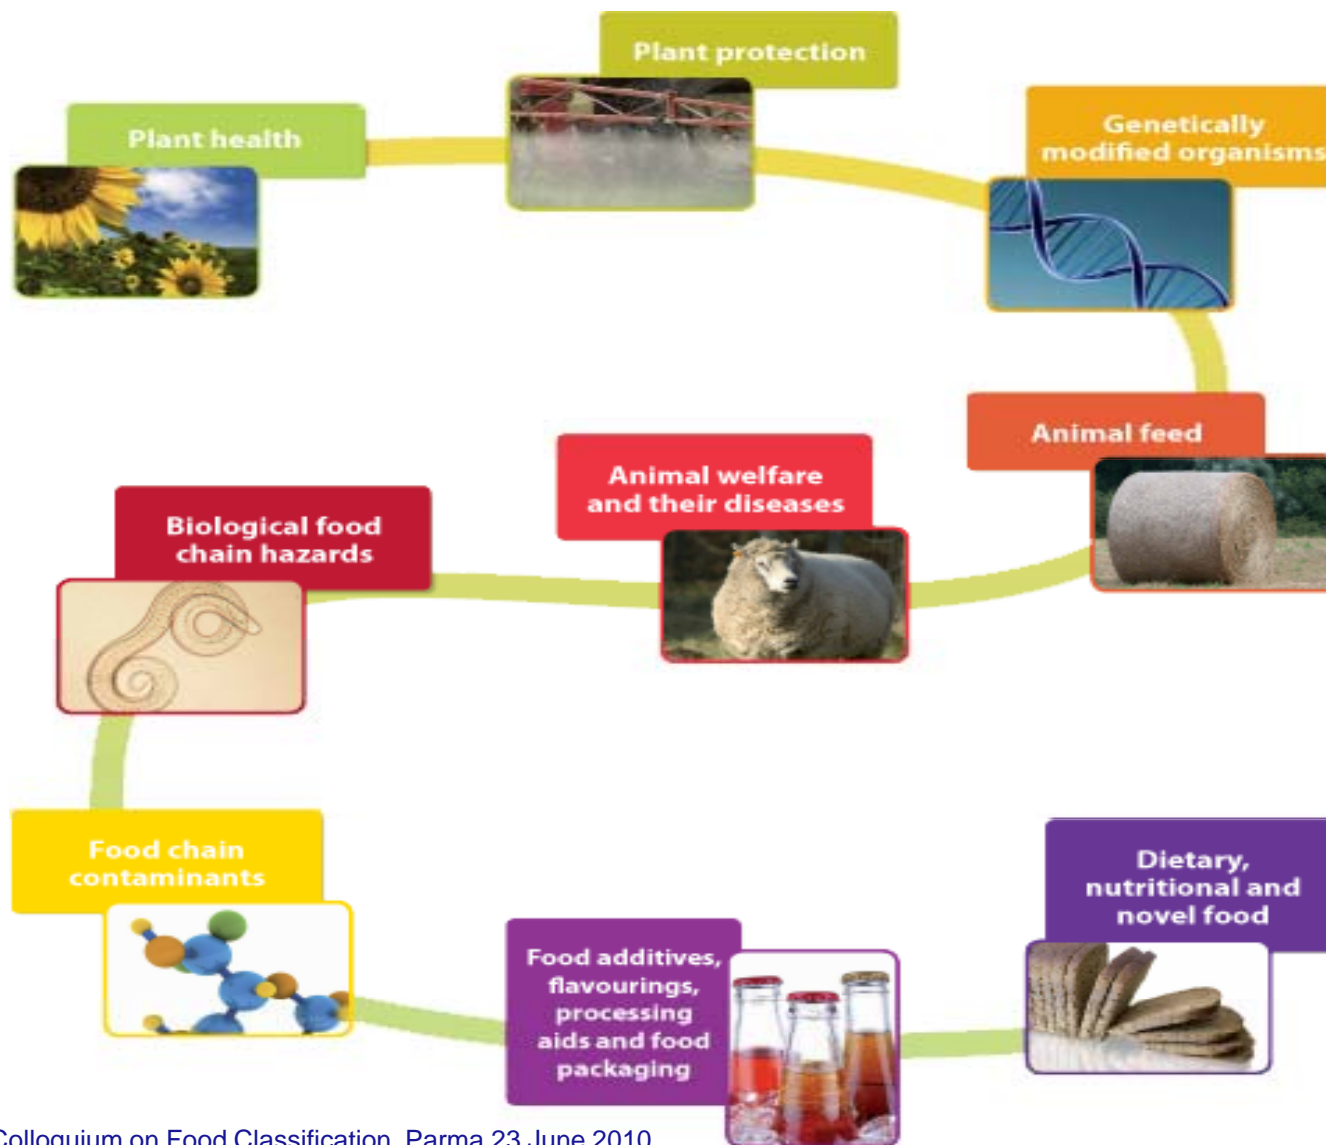 Plant protection
Plant health
Genetically
modified organisms
Animal feed
Animal welfare
and their diseases
Biological food
chain hazards
Food chain
contaminants
Dietary,
nutritional and
novel food
Food additives,
flavourings,
processing
aids and food
packaging
Colloquium on Food Classification, Parma 23 June 2010